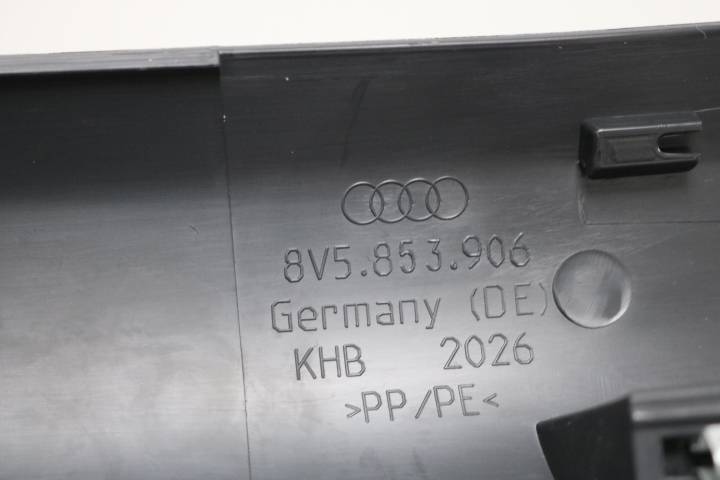 8V5.853.906
Germany (DE)
KHB 2026
>PP/PE<